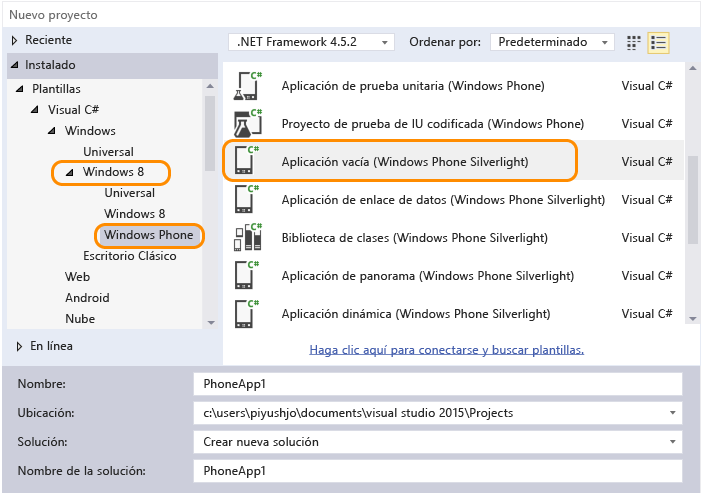 Nuevo proyecto
Reciente
.NET Framework 4.5.2
Ordenar por: Predeterminado
Instalado
Plantillas
Visual C#
Windows
Universal
Windows 8
Universal
Windows 8
Windows Phone
Escritorio Clásico
Web
Android
Nube
En línea
C# Aplicación de prueba unitaria (Windows Phone) Visual C#
C# Proyecto de prueba de IU codificada (Windows Phone) Visual C#
C# Aplicación vacía (Windows Phone Silverlight) Visual C#
C# Aplicación de enlace de datos (Windows Phone Silverlight) Visual C#
C# Biblioteca de clases (Windows Phone Silverlight) Visual C#
C# Aplicación de panorama (Windows Phone Silverlight) Visual C#
C# Aplicación dinámica (Windows Phone Silverlight) Visual C#
Haga clic aquí para conectarse y buscar plantillas.
Nombre: PhoneApp1
Ubicación: c:\users\piyushjo\documents\visual studio 2015\Projects
Solución: Crear nueva solución
Nombre de la solución: PhoneApp1